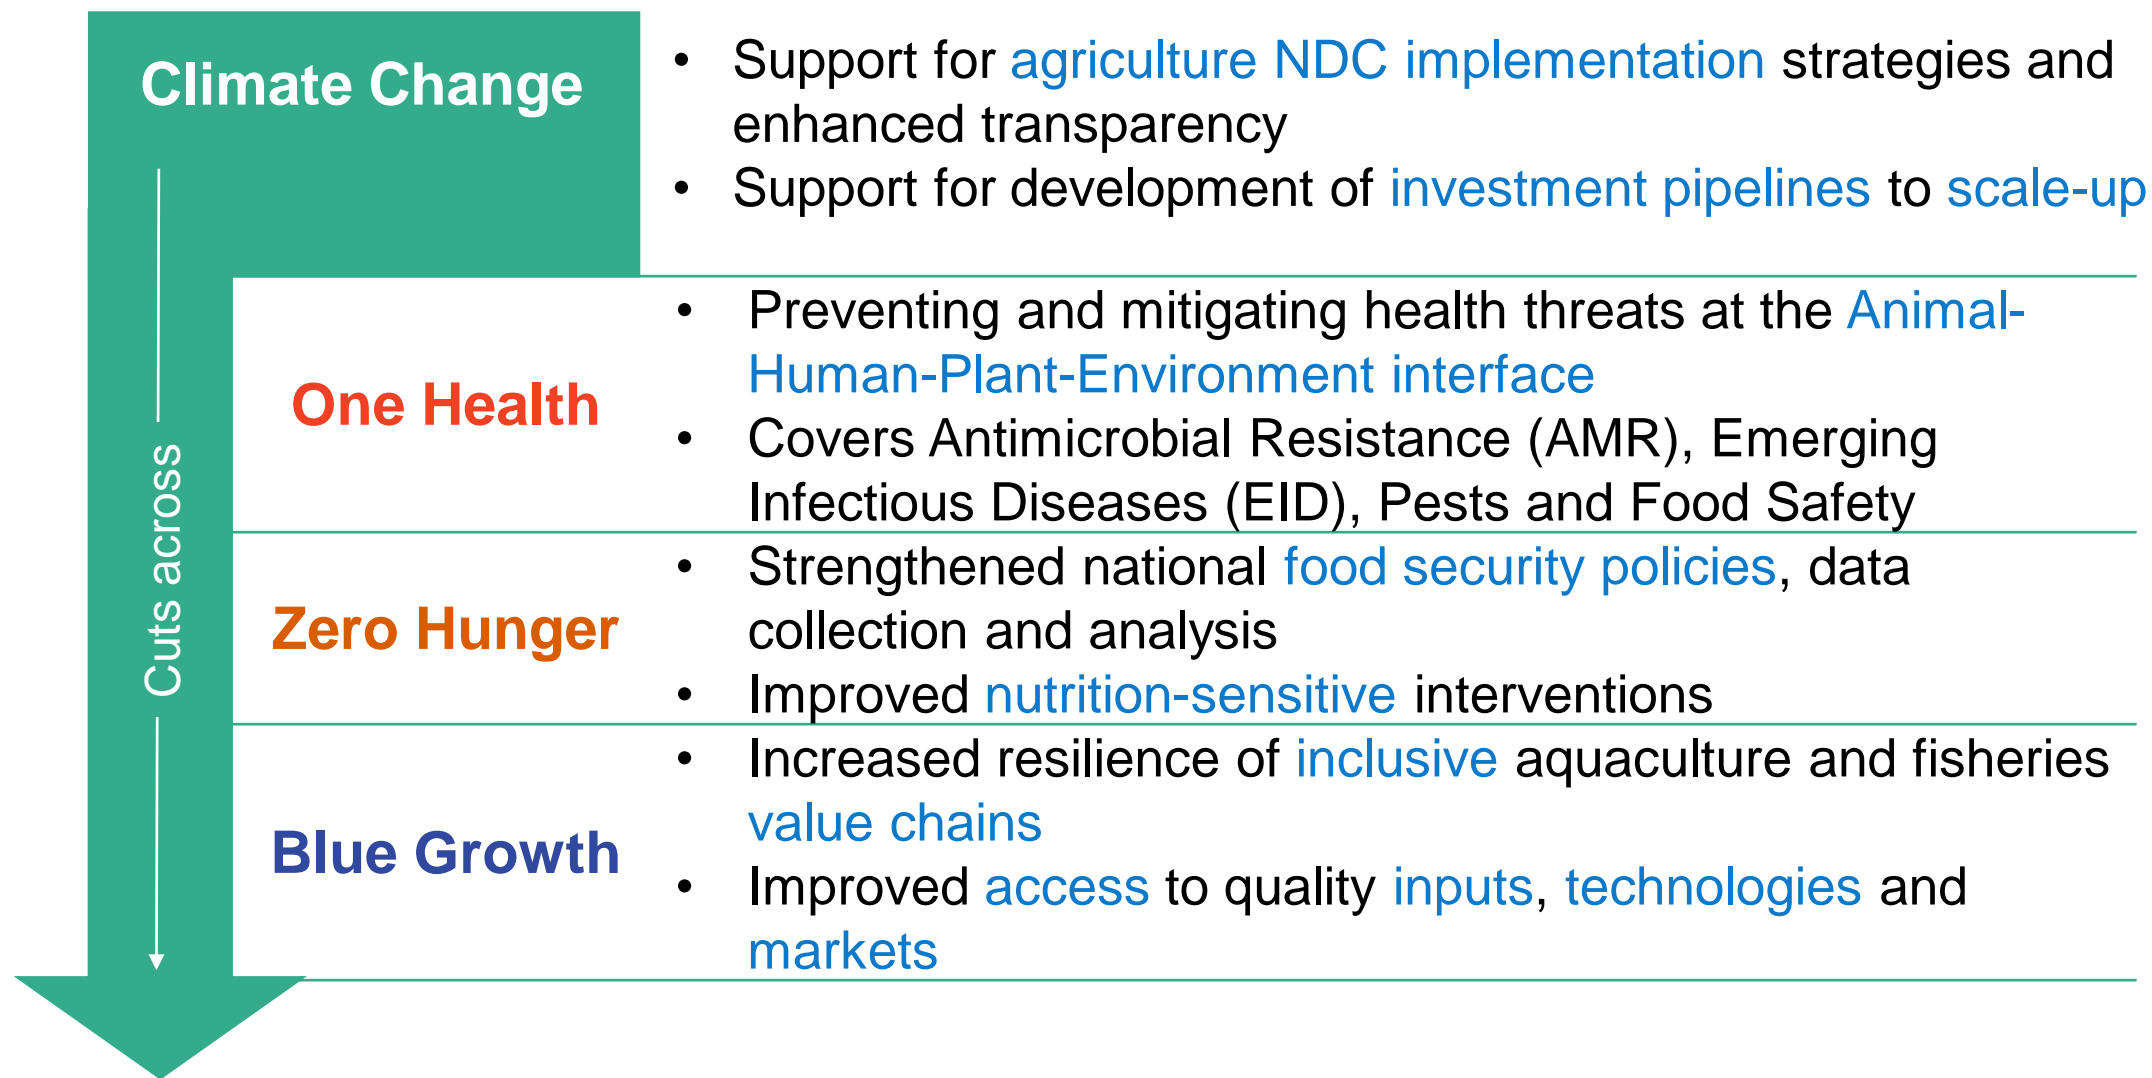 Climate Change
• Support for agriculture NDC implementation strategies and
enhanced transparency
• Support for development of investment pipelines to scale-up
Cuts across
One Health
• Preventing and mitigating health threats at the Animal-
Human-Plant-Environment interface
• Covers Antimicrobial Resistance (AMR), Emerging
Infectious Diseases (EID), Pests and Food Safety
Zero Hunger
• Strengthened national food security policies, data
collection and analysis
• Improved nutrition-sensitive interventions
Blue Growth
• Increased resilience of inclusive aquaculture and fisheries
value chains
• Improved access to quality inputs, technologies and
markets